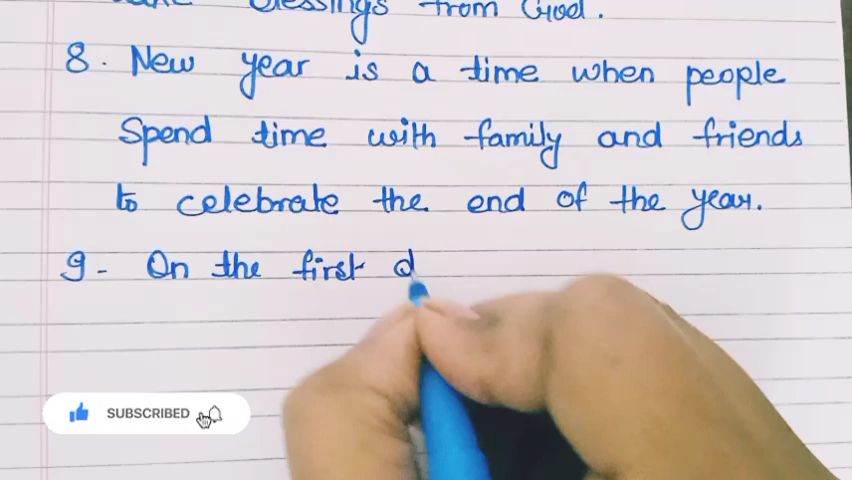 blessings from God.
8. New year is a time when people
Spend time with family and friends
to celebrate the end of the year.
9- On the first d
SUBSCRIBED